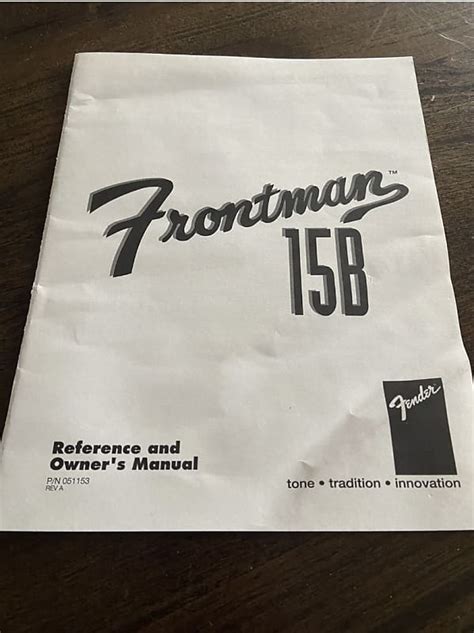 Frontman™
15B
Fender
Reference and
Owner's Manual
P/N 051153
REV A
tone • tradition • innovation